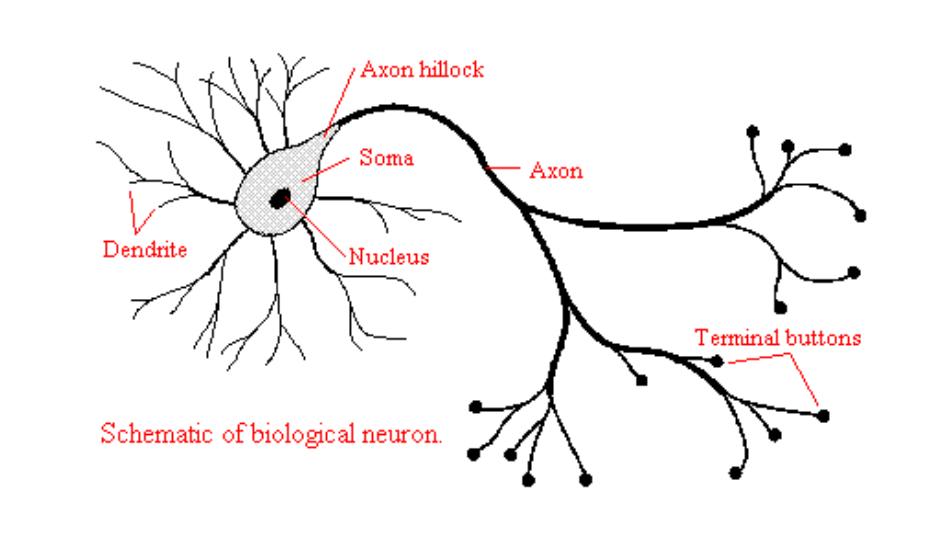 Axon hillock
Soma
Axon
Dendrite
Nucleus
Terminal buttons
Schematic of biological neuron.